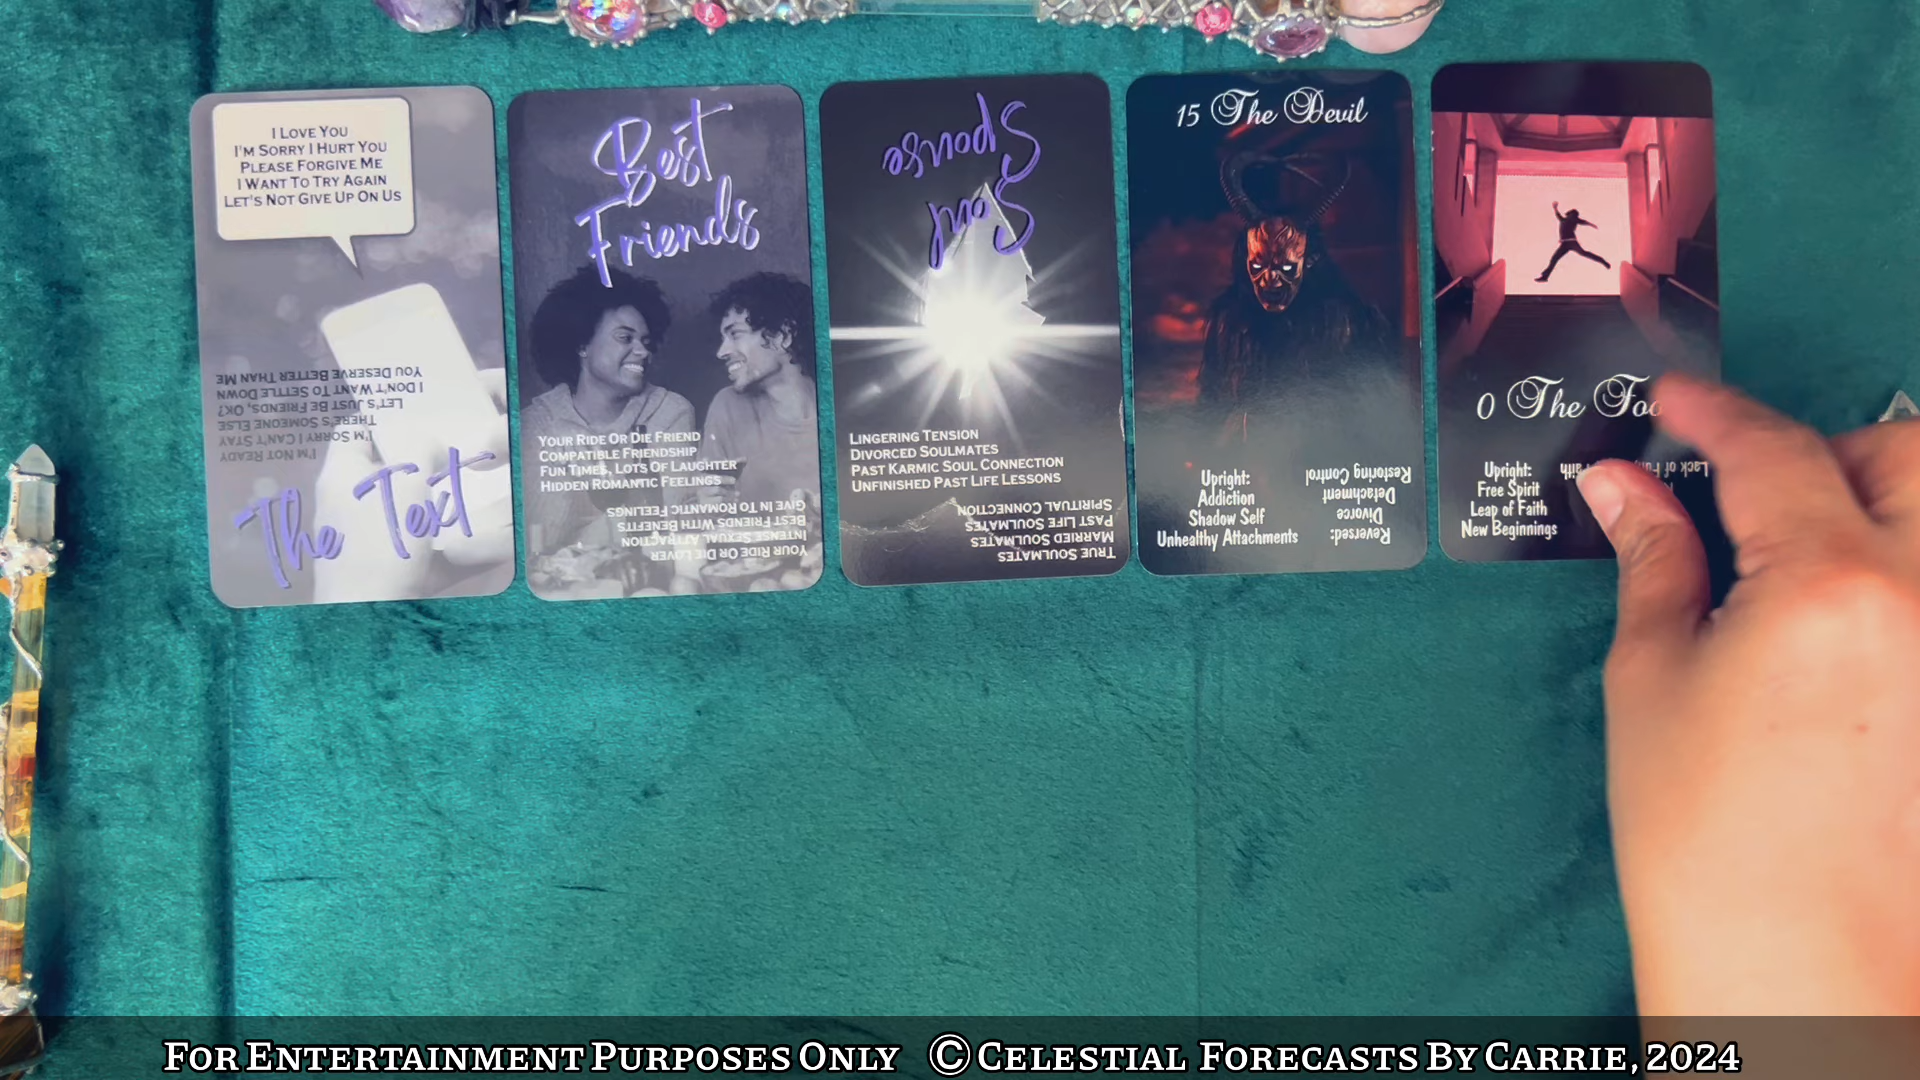 I LOVE YOU
I'M SORRY I HURT YOU
PLEASE FORGIVE ME
I WANT TO TRY AGAIN
LET'S NOT GIVE UP ON US
YOU DESERVE BETTER THAN ME
I DON'T WANT TO SETTLE DOWN
LET'S JUST BE FRIENDS, OK?
THERE'S SOMEONE ELSE
I'M SORRY I CAN'T STAY
I'M NOT READY
The Text
Best
Friends
YOUR RIDE OR DIE FRIEND
COMPATIBLE FRIENDSHIP
FUN TIMES, LOTS OF LAUGHTER
HIDDEN ROMANTIC FEELINGS
GIVE IN TO ROMANTIC FEELINGS
BEST FRIENDS WITH BENEFITS
INTENSE SEXUAL ATTRACTION
YOUR RIDE OR DIE LOVER
Spouse
Soul
LINGERING TENSION
DIVORCED SOULMATES
PAST KARMIC SOUL CONNECTION
UNFINISHED PAST LIFE LESSONS
SPIRITUAL CONNECTION
PAST LIFE SOULMATES
MARRIED SOULMATES
TRUE SOULMATES
15 The Devil
Upright:
Addiction
Shadow Self
Unhealthy Attachments
Restoring Control
Detachment
Divorce
Reversed:
0 The
Upright:
Free Spirit
Leap of Faith
New Beginnings
Lack of
FOR ENTERTAINMENT PURPOSES ONLY © CELESTIAL FORECASTS BY CARRIE, 2024